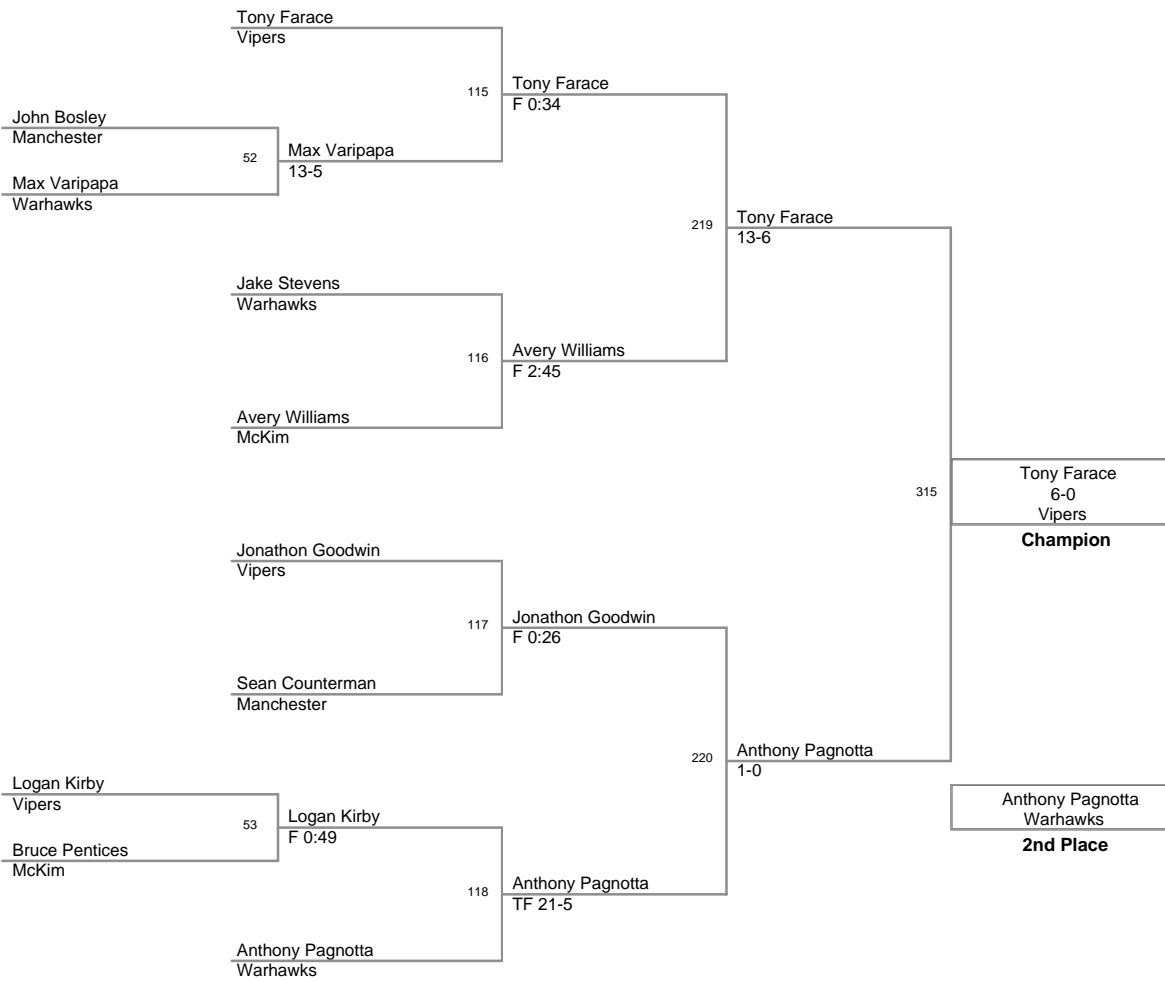 Tony Farace
Vipers
115
Tony Farace
F 0:34
John Bosley
Manchester
52
Max Varipapa
13-5
Max Varipapa
Warhawks
219
Tony Farace
13-6
Jake Stevens
Warhawks
116
Avery Williams
F 2:45
Avery Williams
McKim
315
Tony Farace
6-0
Vipers
Champion
Jonathon Goodwin
Vipers
117
Jonathon Goodwin
F 0:26
Sean Counterman
Manchester
220
Anthony Pagnotta
1-0
Logan Kirby
Vipers
53
Logan Kirby
F 0:49
Bruce Pentices
McKim
Anthony Pagnotta
Warhawks
2nd Place
118
Anthony Pagnotta
TF 21-5
Anthony Pagnotta
Warhawks